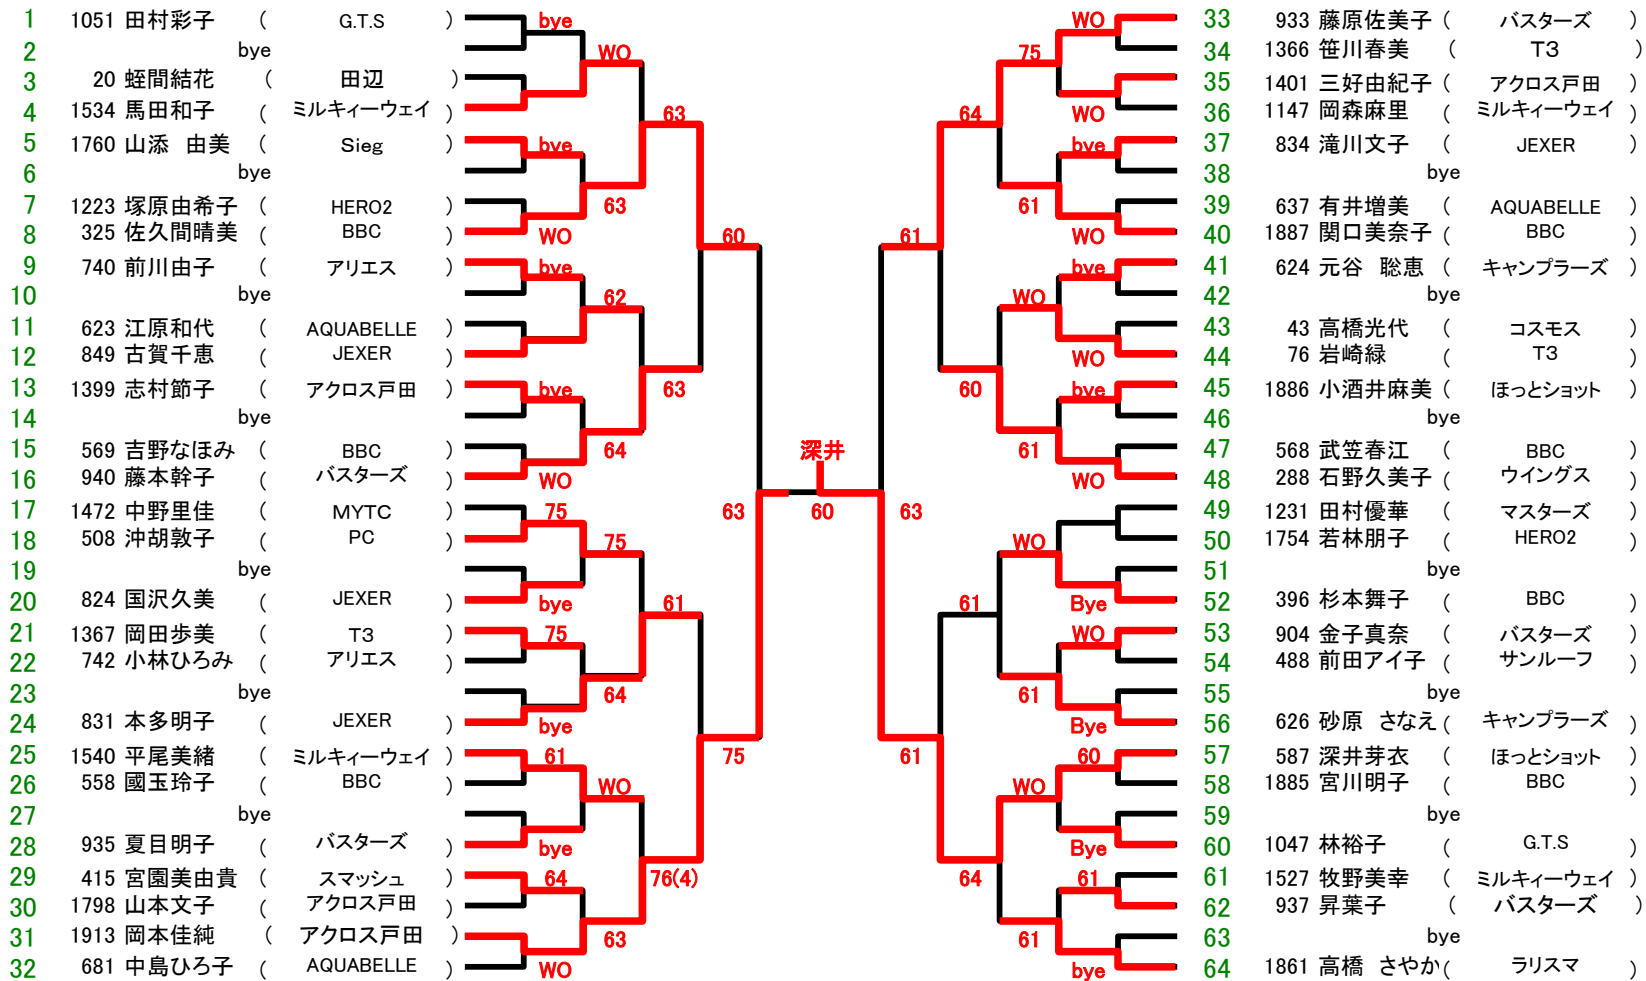 1 1051 田村彩子 ( G.T.S ) bye
2 bye WO
3 20 蛭間結花 ( 田辺 )
4 1534 馬田和子 ( ミルキィーウェイ ) 63
5 1760 山添 由美 ( Sieg ) bye
6 bye
7 1223 塚原由希子 ( HERO2 ) 63
8 325 佐久間晴美 ( BBC ) WO 60
9 740 前川由子 ( アリエス ) bye
10 bye 62
11 623 江原和代 ( AQUABELLE )
12 849 古賀千恵 ( JEXER )
13 1399 志村節子 ( アクロス戸田 ) bye 63
14 bye
15 569 吉野なほみ ( BBC ) 64
16 940 藤本幹子 ( バスターズ ) WO
17 1472 中野里佳 ( MYTC ) 75 63
18 508 沖胡敦子 ( PC ) 75
19 bye
20 824 国沢久美 ( JEXER ) bye 61
21 1367 岡田歩美 ( T3 ) 75
22 742 小林ひろみ ( アリエス )
23 bye 64
24 831 本多明子 ( JEXER ) bye
25 1540 平尾美緒 ( ミルキィーウェイ ) 61 75
26 558 國玉玲子 ( BBC ) WO
27 bye
28 935 夏目明子 ( バスターズ ) bye
29 415 宮園美由貴 ( スマッシュ ) 64 76(4)
30 1798 山本文子 ( アクロス戸田 )
31 1913 岡本佳純 ( アクロス戸田 ) 63
32 681 中島ひろ子 ( AQUABELLE ) WO
深井
60
WO 33 933 藤原佐美子 ( バスターズ )
75 34 1366 笹川春美 ( T3 )
35 1401 三好由紀子 ( アクロス戸田 )
64 WO 36 1147 岡森麻里 ( ミルキィーウェイ )
bye 37 834 滝川文子 ( JEXER )
38 bye
61 39 637 有井増美 ( AQUABELLE )
61 WO 40 1887 関口美奈子 ( BBC )
bye 41 624 元谷 聡恵 ( キャンプラーズ )
WO 42 bye
43 43 高橋光代 ( コスモス )
WO 44 76 岩崎緑 ( T3 )
60 bye 45 1886 小酒井麻美 ( ほっとショット )
46 bye
61 47 568 武笠春江 ( BBC )
WO 48 288 石野久美子 ( ウイングス )
63 49 1231 田村優華 ( マスターズ )
WO 50 1754 若林朋子 ( HERO2 )
51 bye
61 Bye 52 396 杉本舞子 ( BBC )
WO 53 904 金子真奈 ( バスターズ )
54 488 前田アイ子 ( サンルーフ )
61 55 bye
Bye 56 626 砂原 さなえ ( キャンプラーズ )
61 60 57 587 深井芽衣 ( ほっとショット )
WO 58 1885 宮川明子 ( BBC )
59 bye
Bye 60 1047 林裕子 ( G.T.S )
64 61 61 1527 牧野美幸 ( ミルキィーウェイ )
62 937 昇葉子 ( バスターズ )
61 63 bye
bye 64 1861 高橋 さやか ( ラリスマ )